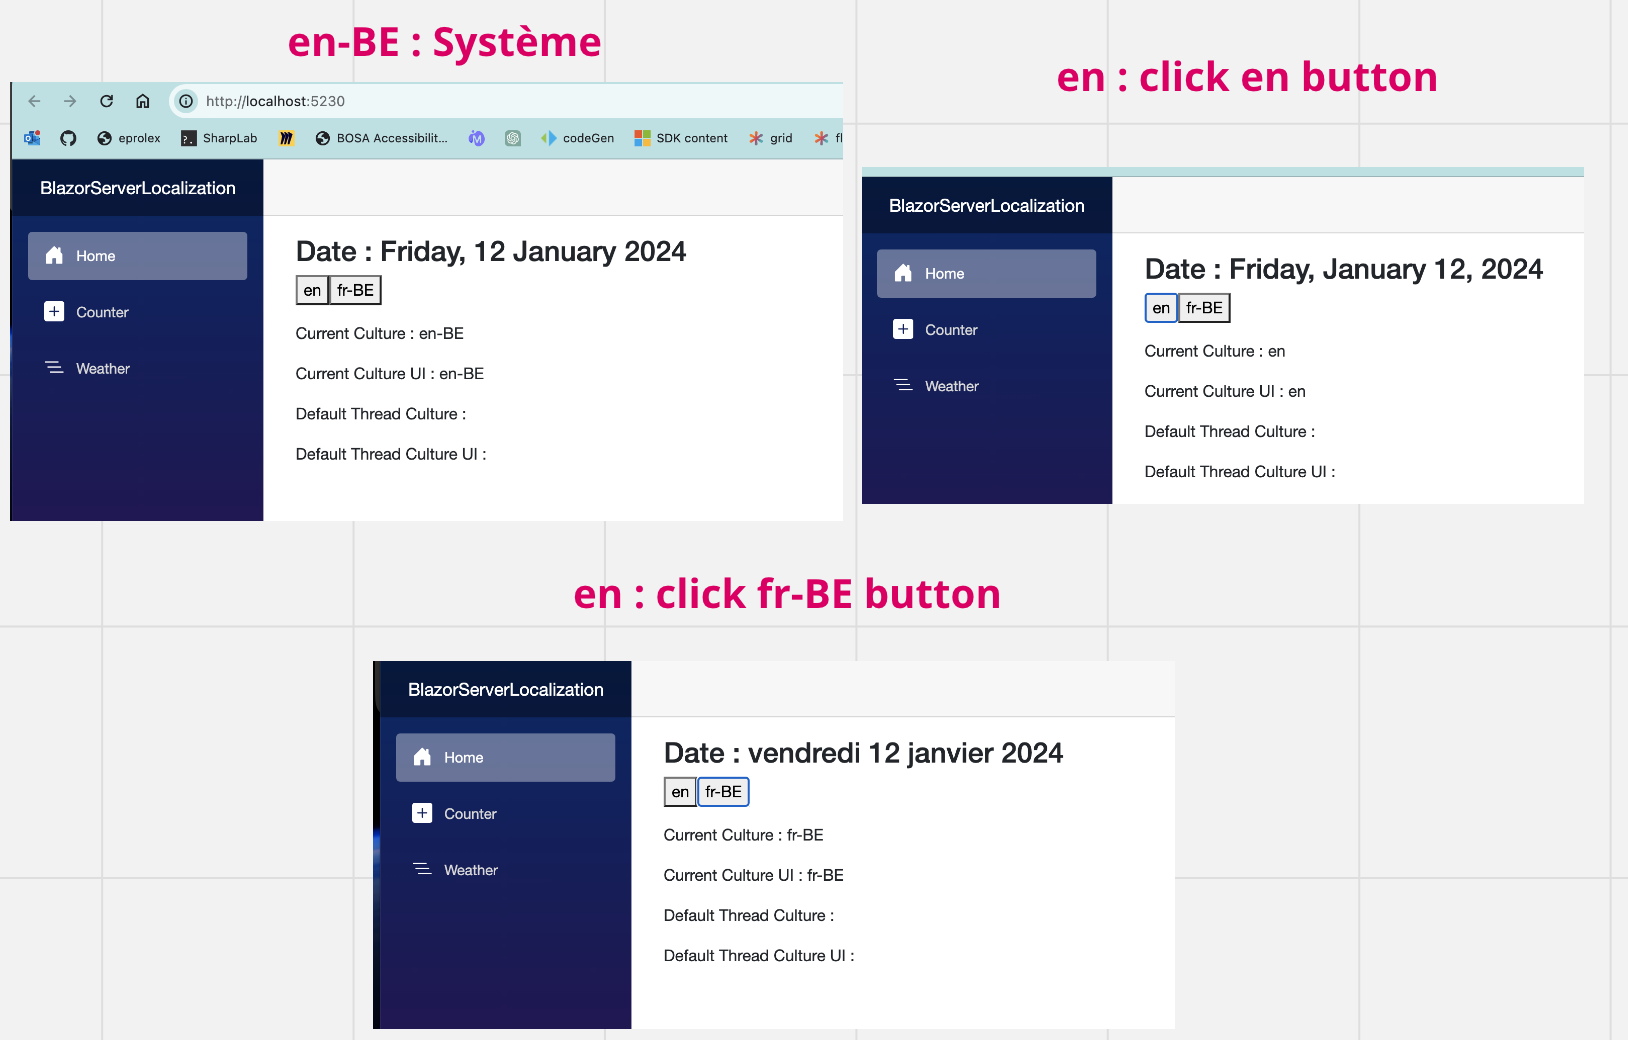 en-BE : Système
http://localhost:5230
eprolex
SharpLab
BOSA Accessibilit...
codeGen
SDK content
grid
BlazorServerLocalization
Home
Counter
Weather
Date : Friday, 12 January 2024
en fr-BE
Current Culture : en-BE
Current Culture UI : en-BE
Default Thread Culture :
Default Thread Culture UI :
en : click en button
BlazorServerLocalization
Home
Counter
Weather
Date : Friday, January 12, 2024
en fr-BE
Current Culture : en
Current Culture UI : en
Default Thread Culture :
Default Thread Culture UI :
en : click fr-BE button
BlazorServerLocalization
Home
Counter
Weather
Date : vendredi 12 janvier 2024
en fr-BE
Current Culture : fr-BE
Current Culture UI : fr-BE
Default Thread Culture :
Default Thread Culture UI :